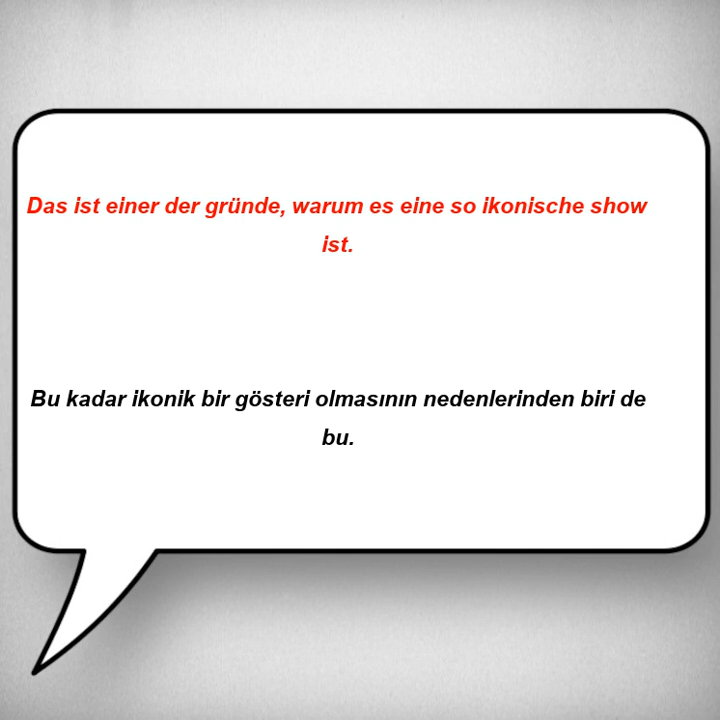 Das ist einer der gründe, warum es eine so ikonische show
ist.
Bu kadar ikonik bir gösteri olmasının nedenlerinden biri de
bu.